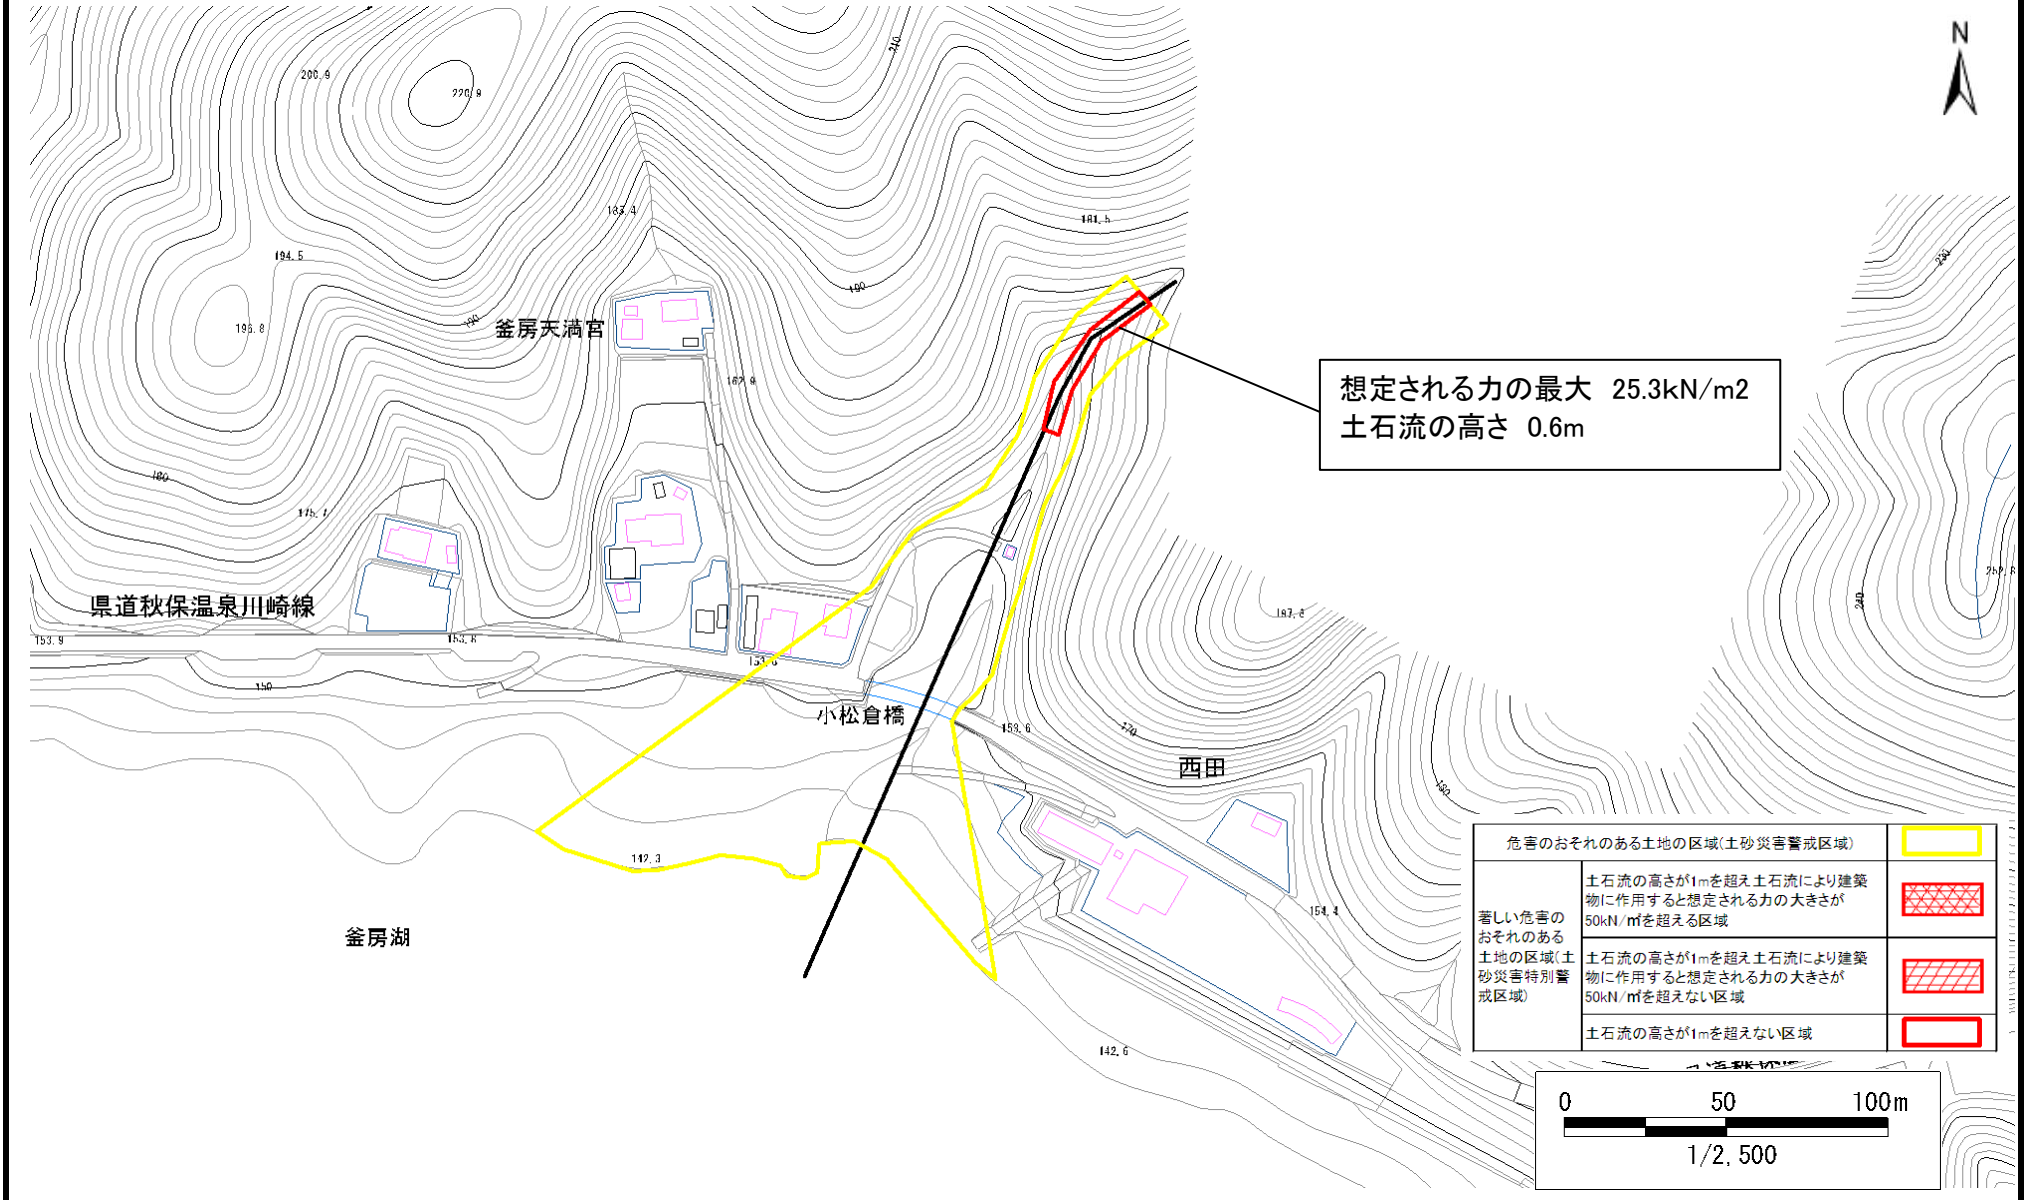 N
210
200.9
220.9
183.4
181.5
194.5
230
190
190
釜房天満宮
193.8
162.9
想定される力の最大 25.3kN/m2
土石流の高さ 0.6m
160
175.7
県道秋保温泉川崎線
153.9
153.8
187.6
240
150
小松倉橋
153.6
170
西田
180
142.3
釜房湖
154.4
142.6
危害のおそれのある土地の区域(土砂災害警戒区域)
著しい危害の
おそれのある
土地の区域(土
砂災害特別警
戒区域)
土石流の高さが1mを超え土石流により建築
物に作用すると想定される力の大きさが
50kN/㎡を超える区域
土石流の高さが1mを超え土石流により建築
物に作用すると想定される力の大きさが
50kN/㎡を超えない区域
土石流の高さが1mを超えない区域
0 50 100m
1/2,500